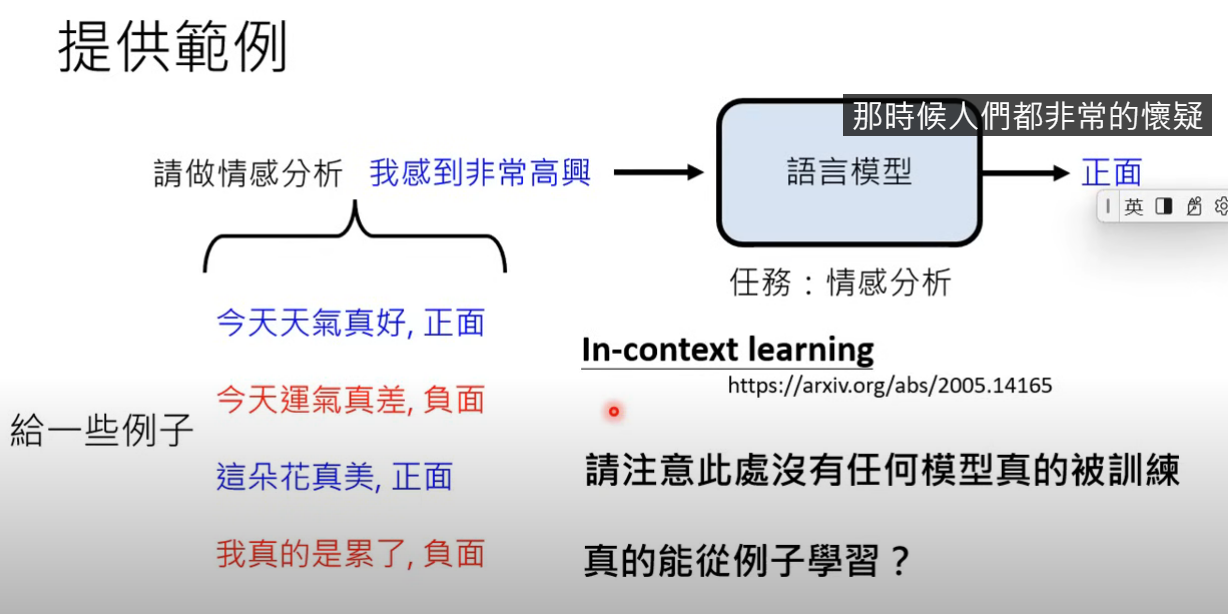 提供範例
那時候人們都非常的懷疑
請做情感分析 我感到非常高興
語言模型
正面
英
任務：情感分析
今天天氣真好, 正面
In-context learning
https://arxiv.org/abs/2005.14165
今天運氣真差, 負面
給一些例子
這朵花真美, 正面
請注意此處沒有任何模型真的被訓練
我真的是累了, 負面
真的能從例子學習？